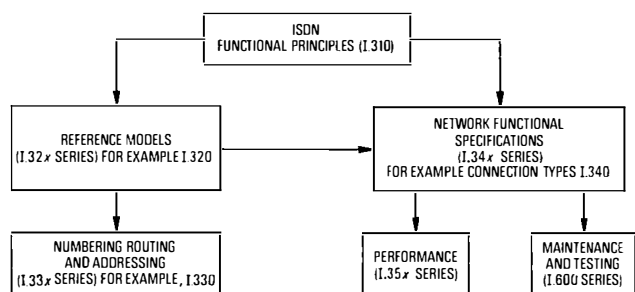 ISDN
FUNCTIONAL PRINCIPLES (I.310)
REFERENCE MODELS
(I.32x SERIES) FOR EXAMPLE I.320
NETWORK FUNCTIONAL
SPECIFICATIONS
(I.34x SERIES)
FOR EXAMPLE CONNECTION TYPES I.340
NUMBERING ROUTING
AND ADDRESSING
(I.33x SERIES) FOR EXAMPLE, I.330
PERFORMANCE
(I.35x SERIES)
MAINTENANCE
AND TESTING
(I.600 SERIES)